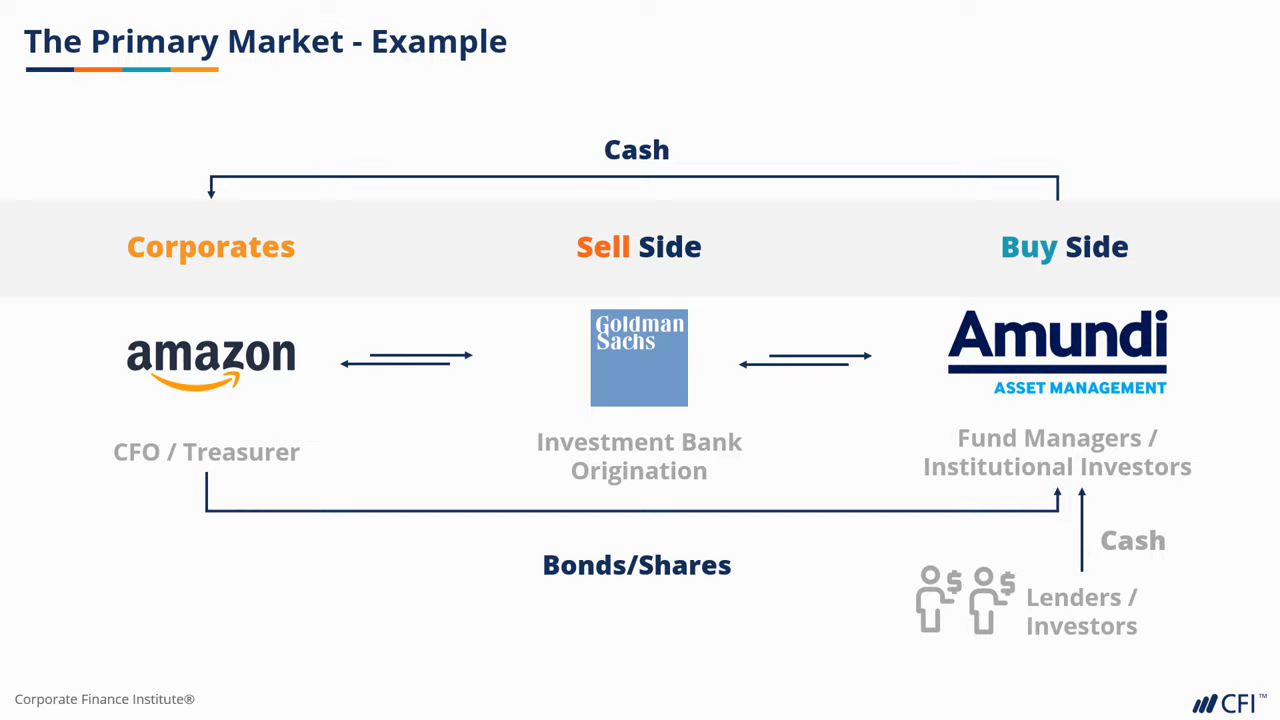 The Primary Market - Example
Cash
Corporates
Sell Side
Buy Side
amazon
Goldman
Sachs
Amundi
ASSET MANAGEMENT
CFO / Treasurer
Investment Bank
Origination
Fund Managers /
Institutional Investors
Bonds/Shares
Cash
$ $
Lenders /
Investors
Corporate Finance Institute®
CFI™